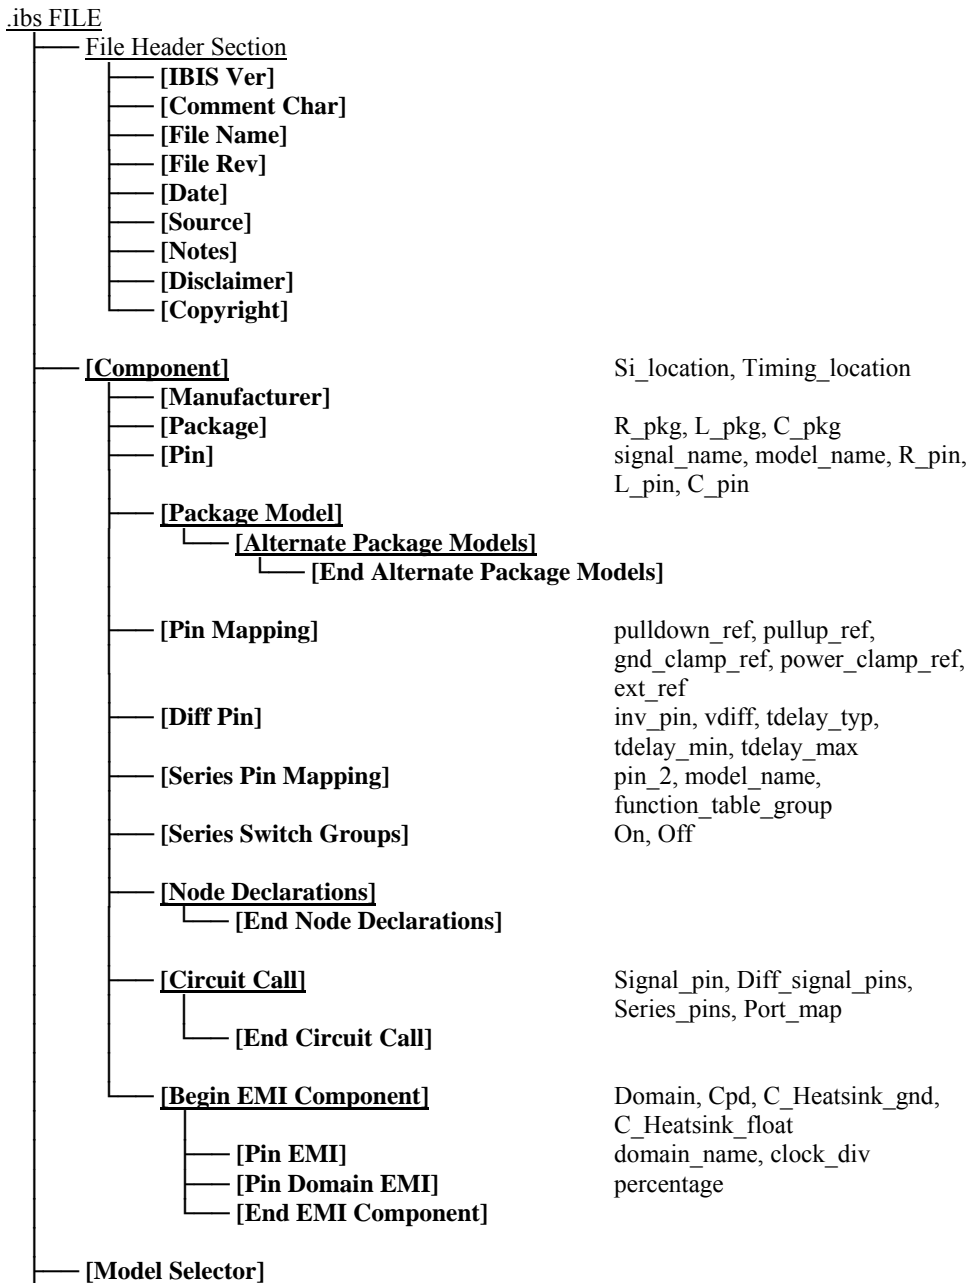 .ibs FILE
File Header Section
[IBIS Ver]
[Comment Char]
[File Name]
[File Rev]
[Date]
[Source]
[Notes]
[Disclaimer]
[Copyright]
[Component] Si_location, Timing_location
[Manufacturer]
[Package] R_pkg, L_pkg, C_pkg
[Pin] signal_name, model_name, R_pin,
L_pin, C_pin
[Package Model]
[Alternate Package Models]
[End Alternate Package Models]
[Pin Mapping] pulldown_ref, pullup_ref,
gnd_clamp_ref, power_clamp_ref,
ext_ref
[Diff Pin] inv_pin, vdiff, tdelay_typ,
tdelay_min, tdelay_max
[Series Pin Mapping] pin_2, model_name,
function_table_group
[Series Switch Groups] On, Off
[Node Declarations]
[End Node Declarations]
[Circuit Call] Signal_pin, Diff_signal_pins,
Series_pins, Port_map
[End Circuit Call]
[Begin EMI Component] Domain, Cpd, C_Heatsink_gnd,
C_Heatsink_float
[Pin EMI] domain_name, clock_div
[Pin Domain EMI] percentage
[End EMI Component]
[Model Selector]